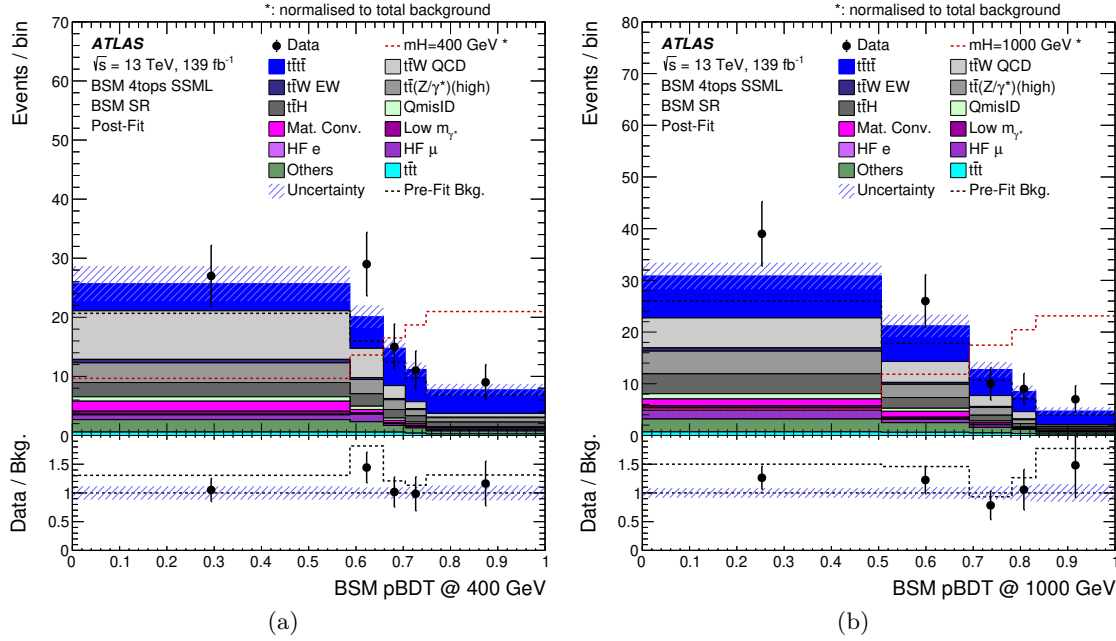 *: normalised to total background
Events / bin
70
60
50
40
30
20
10
0
ATLAS
√s = 13 TeV, 139 fb⁻¹
BSM 4tops SSML
BSM SR
Post-Fit
Data
mH=400 GeV *
tt̄tt̄
tt̄W QCD
tt̄W EW
tt̄(Z/γ*)(high)
tt̄H
QmisID
Mat. Conv.
Low m_γ*
HF e
HF μ
Others
tt̄t
Uncertainty
Pre-Fit Bkg.
Data / Bkg.
1.5
1
0.5
0
0 0.1 0.2 0.3 0.4 0.5 0.6 0.7 0.8 0.9 1
BSM pBDT @ 400 GeV
(a)
*: normalised to total background
Events / bin
80
70
60
50
40
30
20
10
0
ATLAS
√s = 13 TeV, 139 fb⁻¹
BSM 4tops SSML
BSM SR
Post-Fit
Data
mH=1000 GeV *
tt̄tt̄
tt̄W QCD
tt̄W EW
tt̄(Z/γ*)(high)
tt̄H
QmisID
Mat. Conv.
Low m_γ*
HF e
HF μ
Others
tt̄t
Uncertainty
Pre-Fit Bkg.
Data / Bkg.
1.5
1
0.5
0
0 0.1 0.2 0.3 0.4 0.5 0.6 0.7 0.8 0.9 1
BSM pBDT @ 1000 GeV
(b)